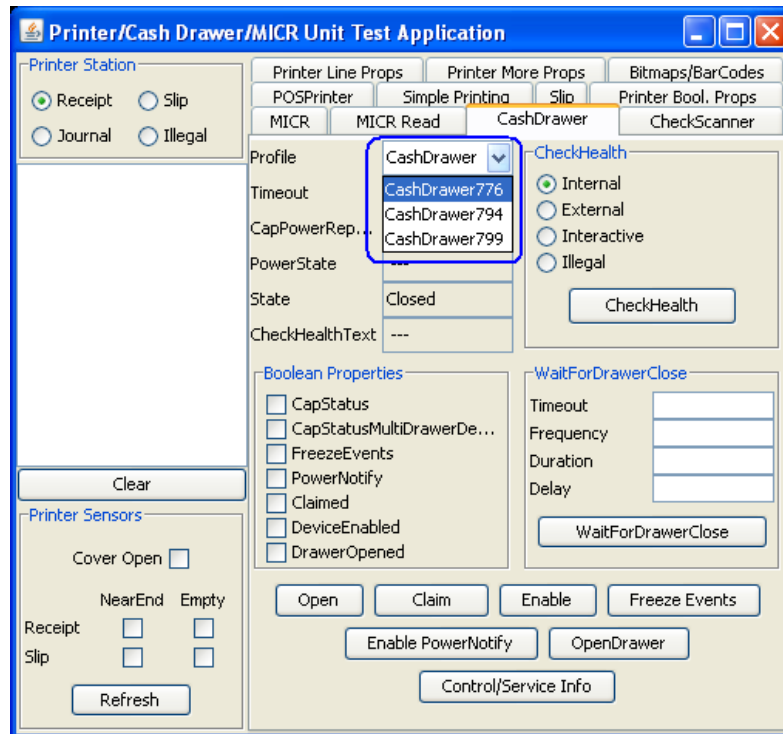 Printer/Cash Drawer/MICR Unit Test Application
Printer Station
Receipt
Slip
Journal
Illegal
Clear
Printer Sensors
Cover Open
NearEnd Empty
Receipt
Slip
Refresh
Printer Line Props
Printer More Props
Bitmaps/BarCodes
POSPrinter
Simple Printing
Slip
Printer Bool. Props
MICR
MICR Read
CashDrawer
CheckScanner
Profile
CashDrawer
CashDrawer776
CashDrawer794
CashDrawer799
Timeout
CapPowerRep...
PowerState
---
State
Closed
CheckHealthText
---
CheckHealth
Internal
External
Interactive
Illegal
CheckHealth
Boolean Properties
CapStatus
CapStatusMultiDrawerDe...
FreezeEvents
PowerNotify
Claimed
DeviceEnabled
DrawerOpened
WaitForDrawerClose
Timeout
Frequency
Duration
Delay
WaitForDrawerClose
Open
Claim
Enable
Freeze Events
Enable PowerNotify
OpenDrawer
Control/Service Info